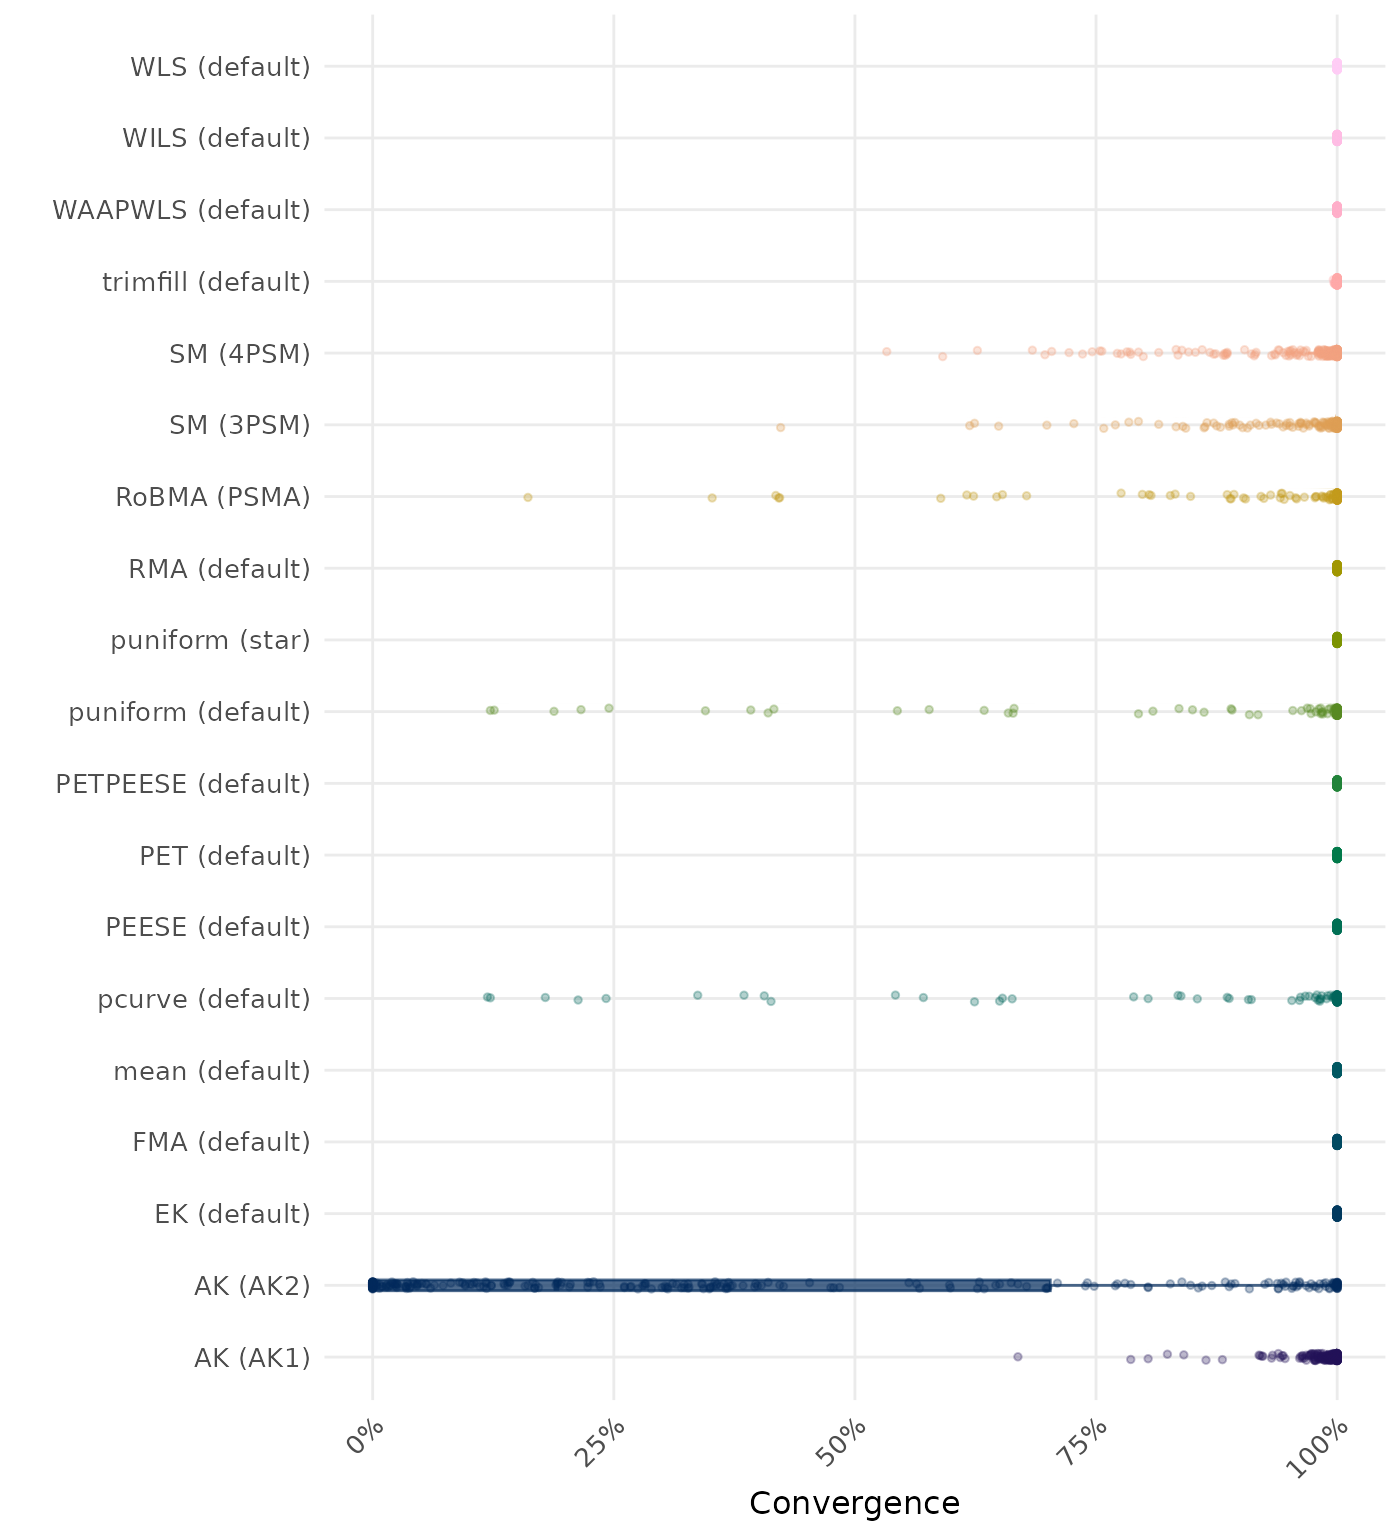 WLS (default)
WILS (default)
WAAPWLS (default)
trimfill (default)
SM (4PSM)
SM (3PSM)
RoBMA (PSMA)
RMA (default)
puniform (star)
puniform (default)
PETPEESE (default)
PET (default)
PEESE (default)
pcurve (default)
mean (default)
FMA (default)
EK (default)
AK (AK2)
AK (AK1)
0%
25%
50%
75%
100%
Convergence